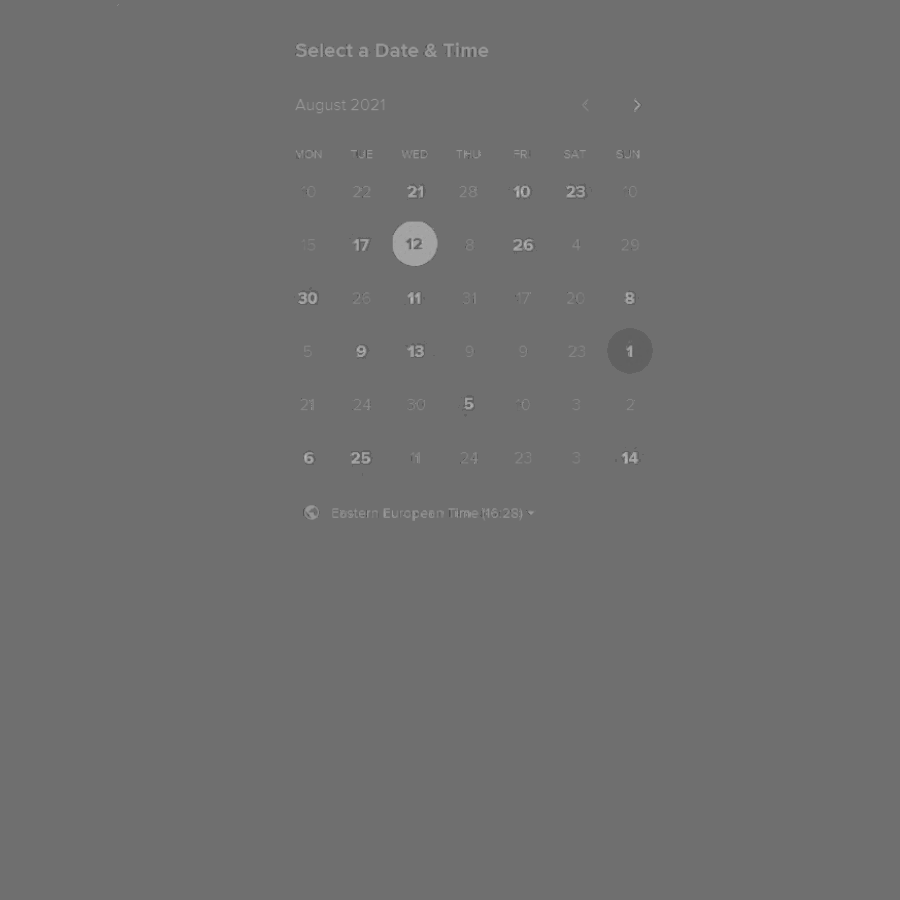 Select a Date & Time
August 2021
MON TUE WED THU FRI SAT SUN
10 22 21 28 10 23 10
15 17 12 8 26 4 29
30 26 11 31 17 20 8
5 9 13 9 9 23 1
21 24 30 5 10 3 2
6 25 11 24 23 3 14
Eastern European Time (16:28)